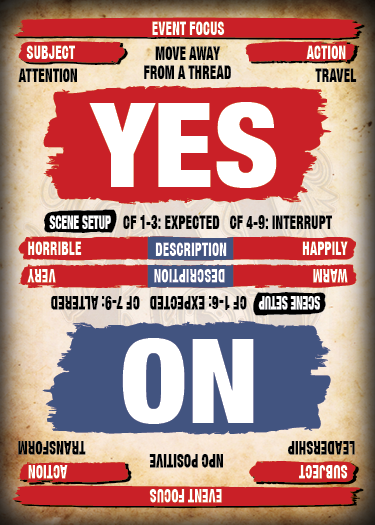 EVENT FOCUS
SUBJECT MOVE AWAY ACTION
ATTENTION FROM A THREAD TRAVEL
YES
SCENE SETUP CF 1-3: EXPECTED CF 4-9: INTERRUPT
HORRIBLE DESCRIPTION HAPPILY
EVENT FOCUS
SUBJECT NPC POSITIVE ACTION
LEADERSHIP TRANSFORM
NO
SCENE SETUP CF 1-6: EXPECTED CF 7-9: ALTERED
WARM DESCRIPTION VERY